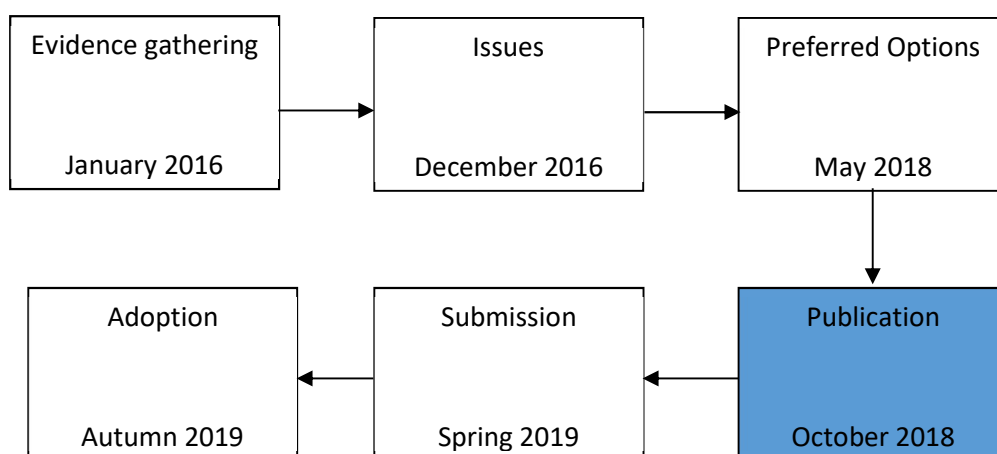 Evidence gathering
January 2016
Issues
December 2016
Preferred Options
May 2018
Publication
October 2018
Submission
Spring 2019
Adoption
Autumn 2019